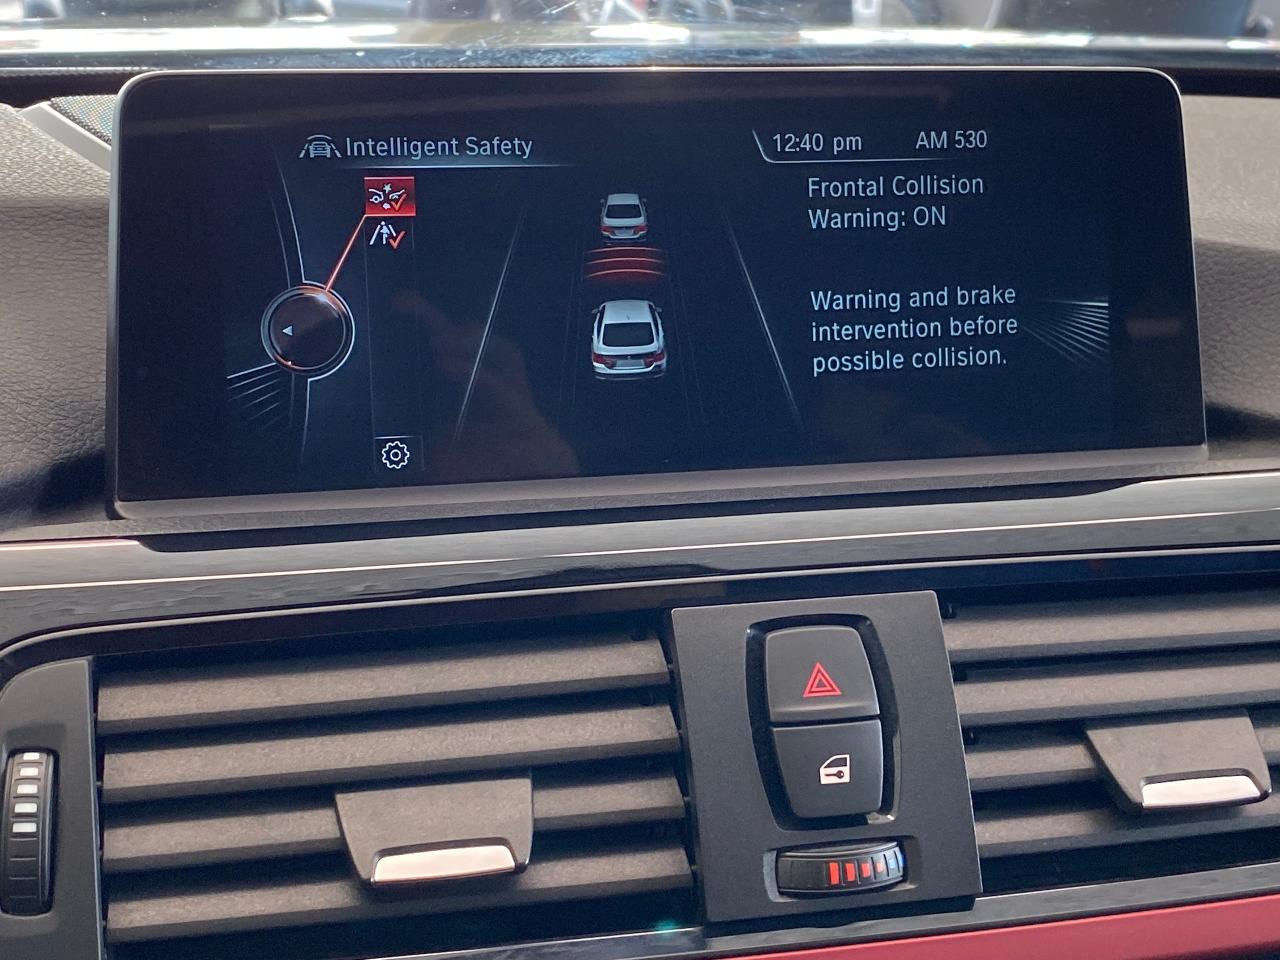 Intelligent Safety
12:40 pm
AM 530
Frontal Collision
Warning: ON
Warning and brake
intervention before
possible collision.